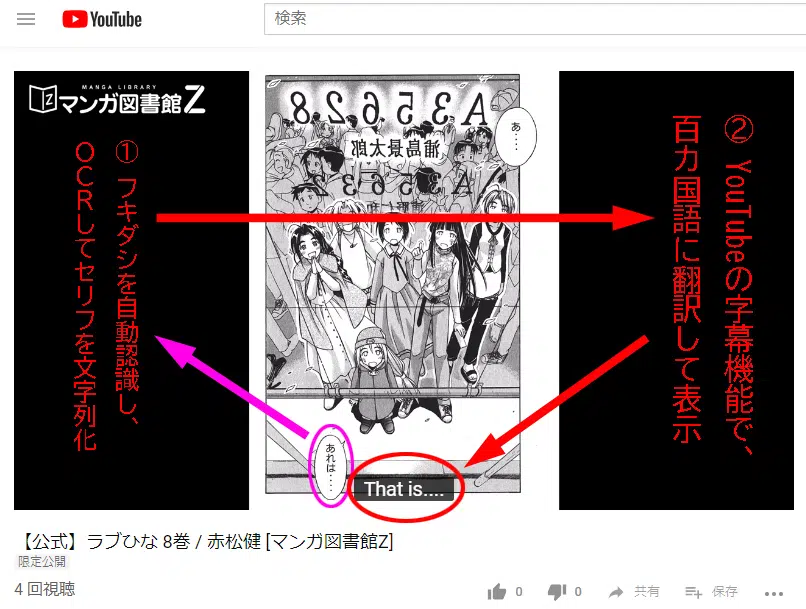 YouTube
検索
MANGA LIBRARY
マンガ図書館Z
① フキダシを自動認識し、
OCRしてセリフを文字列化
A35628
浦島景太郎
A35632
あ・・・・
② YouTubeの字幕機能で、
百カ国語に翻訳して表示
あれは・・・・
That is....
【公式】ラブひな 8巻 / 赤松健 [マンガ図書館Z]
限定公開
4 回視聴
0
0
共有
保存